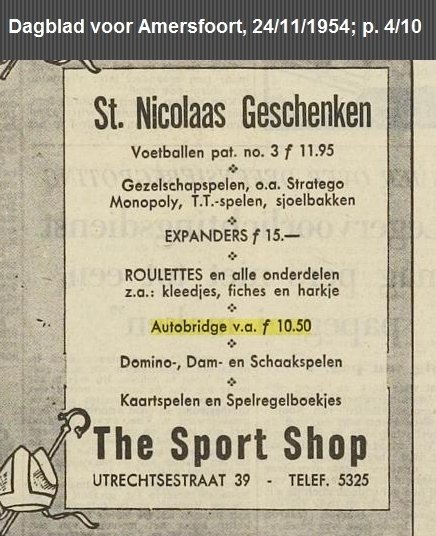 Dagblad voor Amersfoort, 24/11/1954; p. 4/10
St. Nicolaas Geschenken
Voetballen pat. no. 3 ƒ 11.95
Gezelschapspelen, o.a. Stratego
Monopoly, T.T.-spelen, sjoelbakken
EXPANDERS ƒ 15.—
ROULETTES en alle onderdelen
z.a.: kleedjes, fiches en harkje
Autobridge v.a. ƒ 10.50
Domino-, Dam- en Schaakspelen
Kaartspelen en Spelregelboekjes
The Sport Shop
UTRECHTSESTRAAT 39 - TELEF. 5325